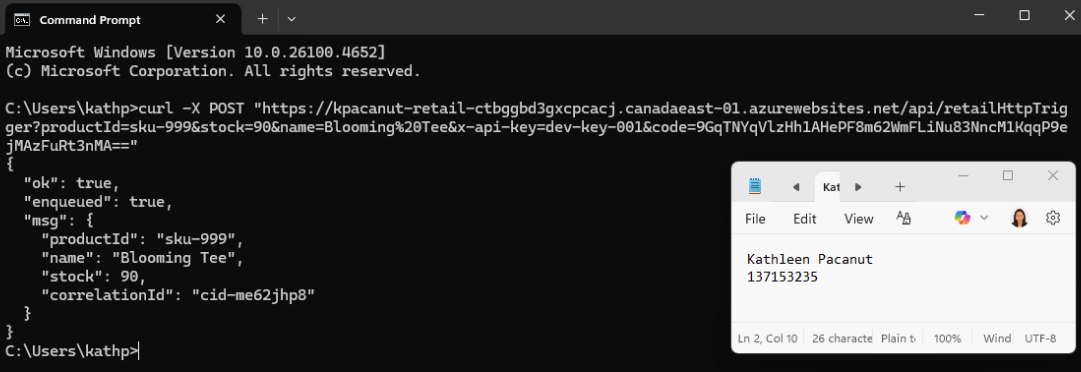 Command Prompt
Microsoft Windows [Version 10.0.26100.4652]
(c) Microsoft Corporation. All rights reserved.
C:\Users\kathp>curl -X POST "https://kpacanut-retail-ctbggbd3gxcpcacj.canadaeast-01.azurewebsites.net/api/retailHttpTrig
ger?productId=sku-999&stock=90&name=Blooming%20Tee&x-api-key=dev-key-001&code=9GqTNYqVlzHh1AHePF8m62WmFLiNu83NncM1KqqP9e
jMAzFuRt3nMA=="
{
  "ok": true,
  "enqueued": true,
  "msg": {
    "productId": "sku-999",
    "name": "Blooming Tee",
    "stock": 90,
    "correlationId": "cid-me62jhp8"
  }
}
C:\Users\kathp>
Kat
File Edit View
Kathleen Pacanut
137153235
Ln 2, Col 10 26 characte Plain t 100% Wind UTF-8